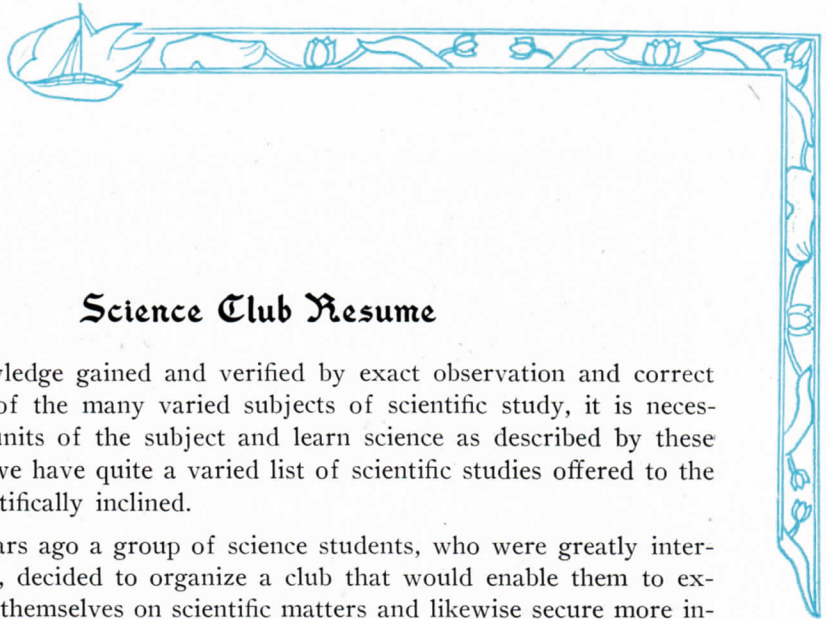 Science Club Resume
ledge gained and verified by exact observation and correct
of the many varied subjects of scientific study, it is neces-
nits of the subject and learn science as described by these
we have quite a varied list of scientific studies offered to the
tifically inclined.
ars ago a group of science students, who were greatly inter-
, decided to organize a club that would enable them to ex-
themselves on scientific matters and likewise secure more in-